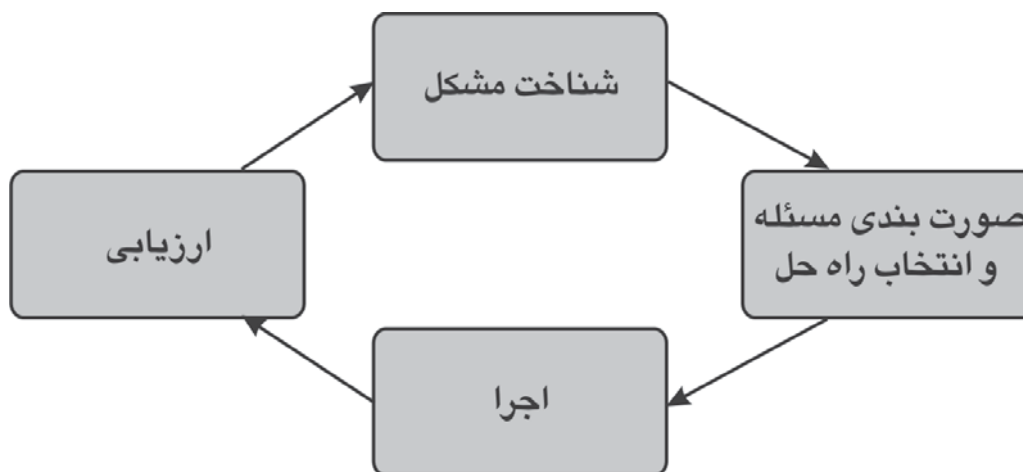 شناخت مشکل
صورت بندی مسئله
و انتخاب راه حل
اجرا
ارزیابی